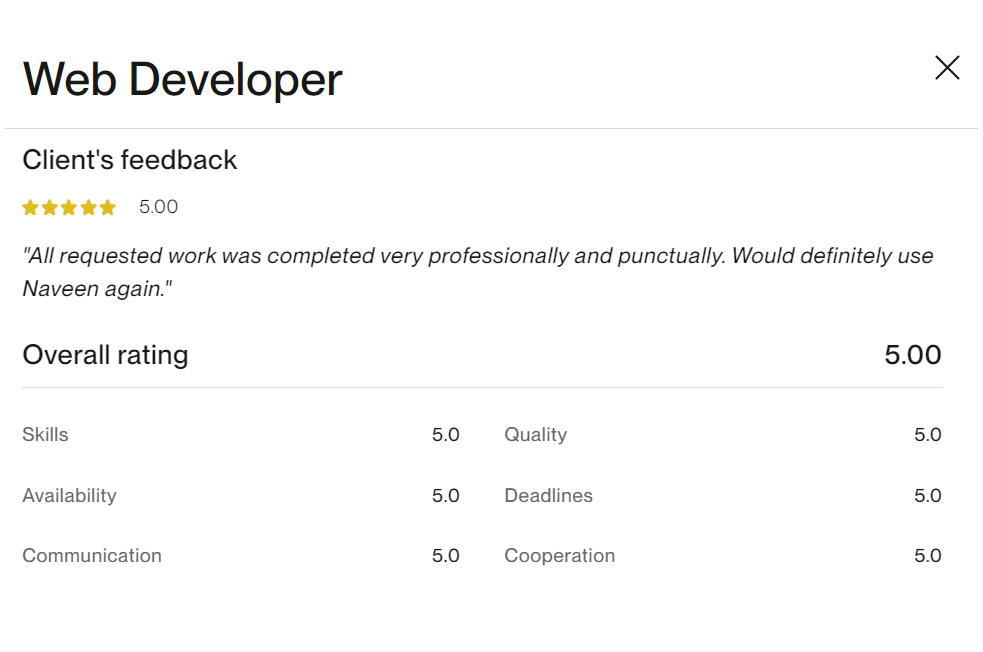 Web Developer
Client's feedback
5.00
"All requested work was completed very professionally and punctually. Would definitely use
Naveen again."
Overall rating 5.00
Skills 5.0 Quality 5.0
Availability 5.0 Deadlines 5.0
Communication 5.0 Cooperation 5.0